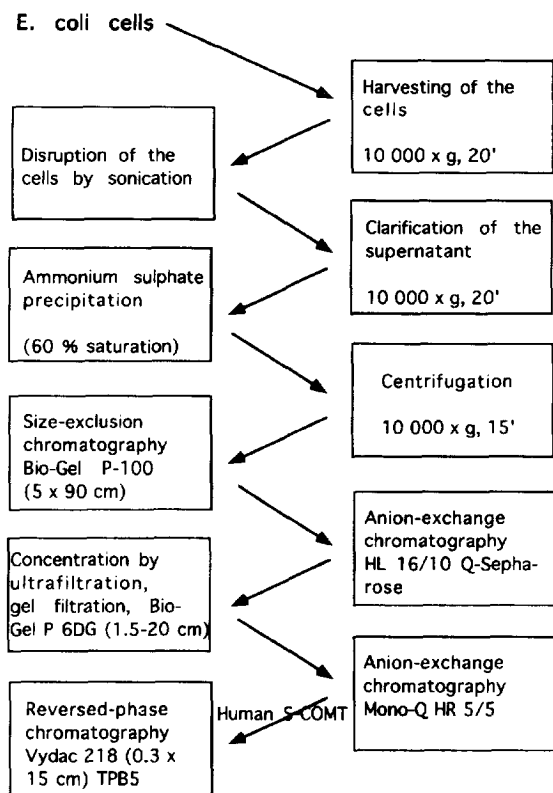 E. coli cells
Harvesting of the
cells
10 000 x g, 20'
Disruption of the
cells by sonication
Clarification of the
supernatant
10 000 x g, 20'
Ammonium sulphate
precipitation
(60 % saturation)
Centrifugation
10 000 x g, 15'
Size-exclusion
chromatography
Bio-Gel P-100
(5 x 90 cm)
Anion-exchange
chromatography
HL 16/10 Q-Sepha-
rose
Concentration by
ultrafiltration,
gel filtration, Bio-
Gel P 6DG (1.5-20 cm)
Anion-exchange
chromatography
Mono-Q HR 5/5
Human S-COMT
Reversed-phase
chromatography
Vydac 218 (0.3 x
15 cm) TPB5